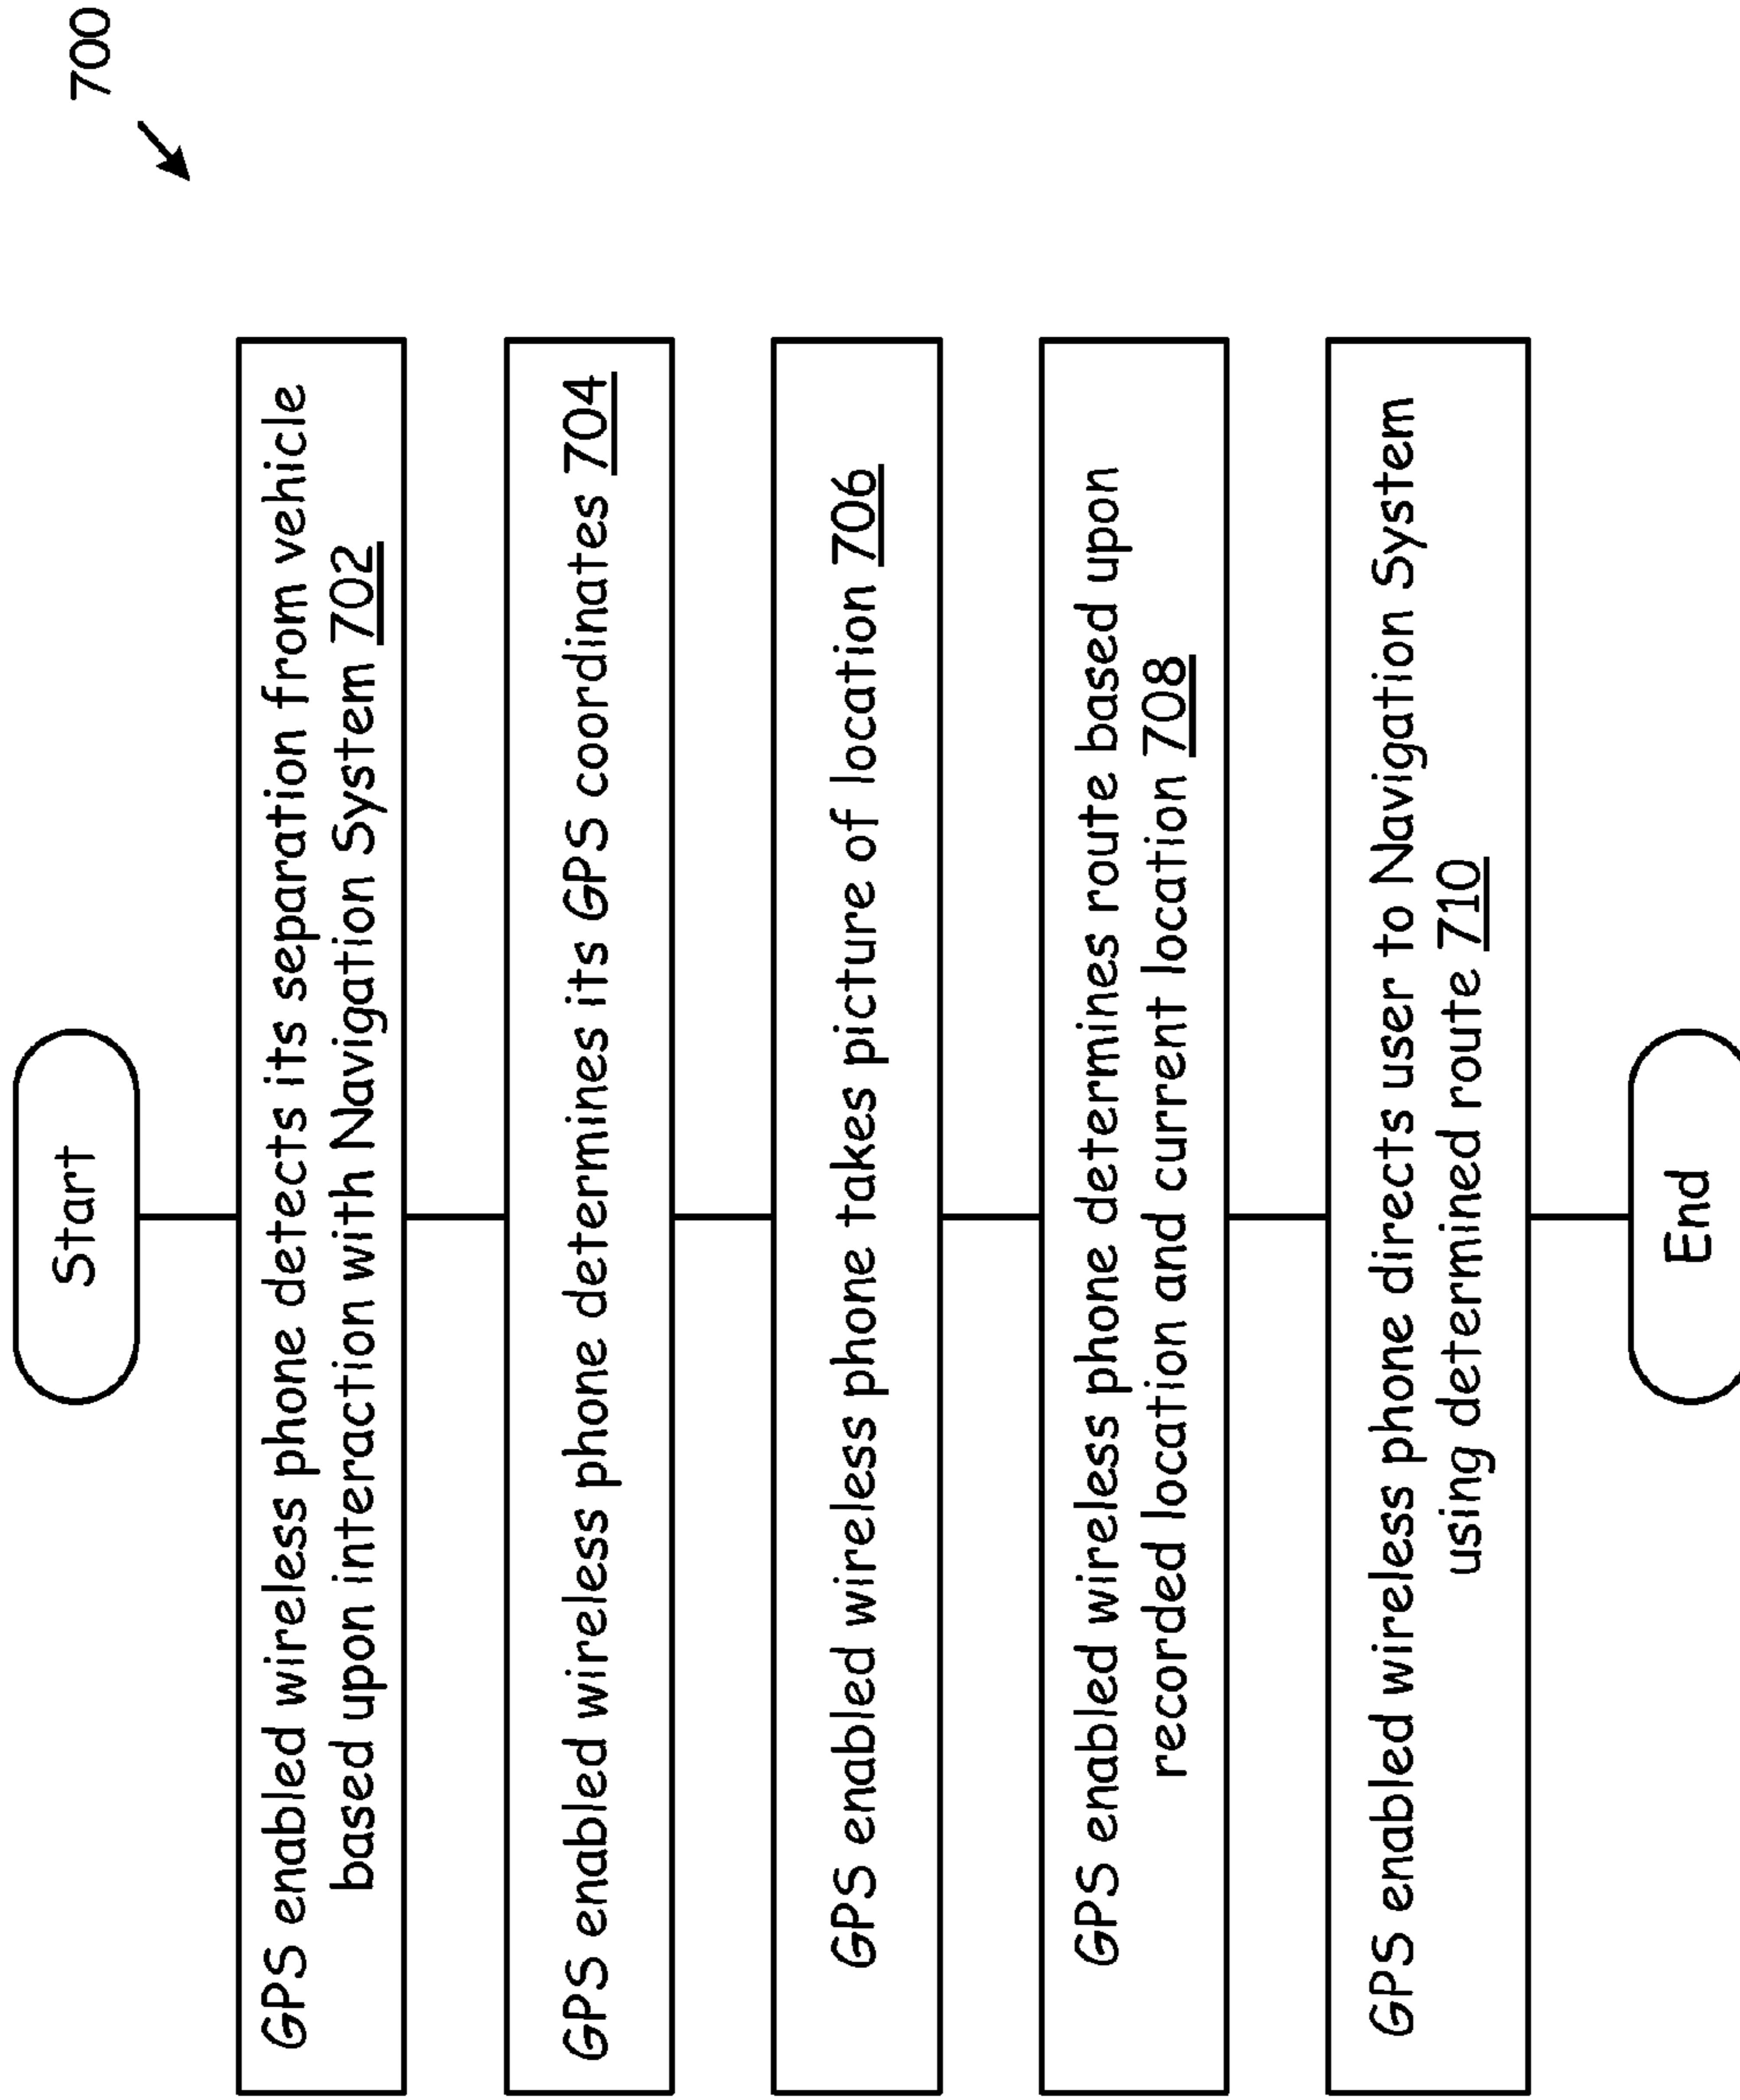 700
Start
GPS enabled wireless phone detects its separation from vehicle
based upon interaction with Navigation System 702
GPS enabled wireless phone determines its GPS coordinates 704
GPS enabled wireless phone takes picture of location 706
GPS enabled wireless phone determines route based upon
recorded location and current location 708
GPS enabled wireless phone directs user to Navigation System
using determined route 710
End